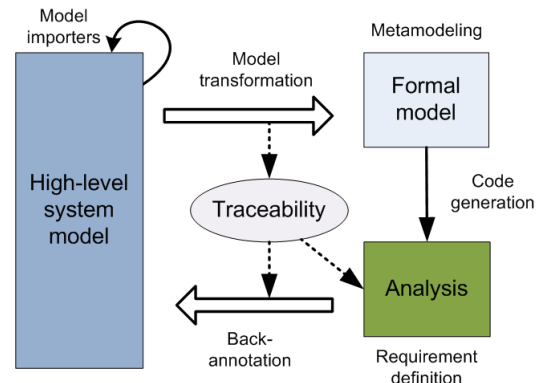 Model
importers
Model
transformation
Metamodeling
Formal
model
High-level
system
model
Traceability
Code
generation
Analysis
Back-
annotation
Requirement
definition